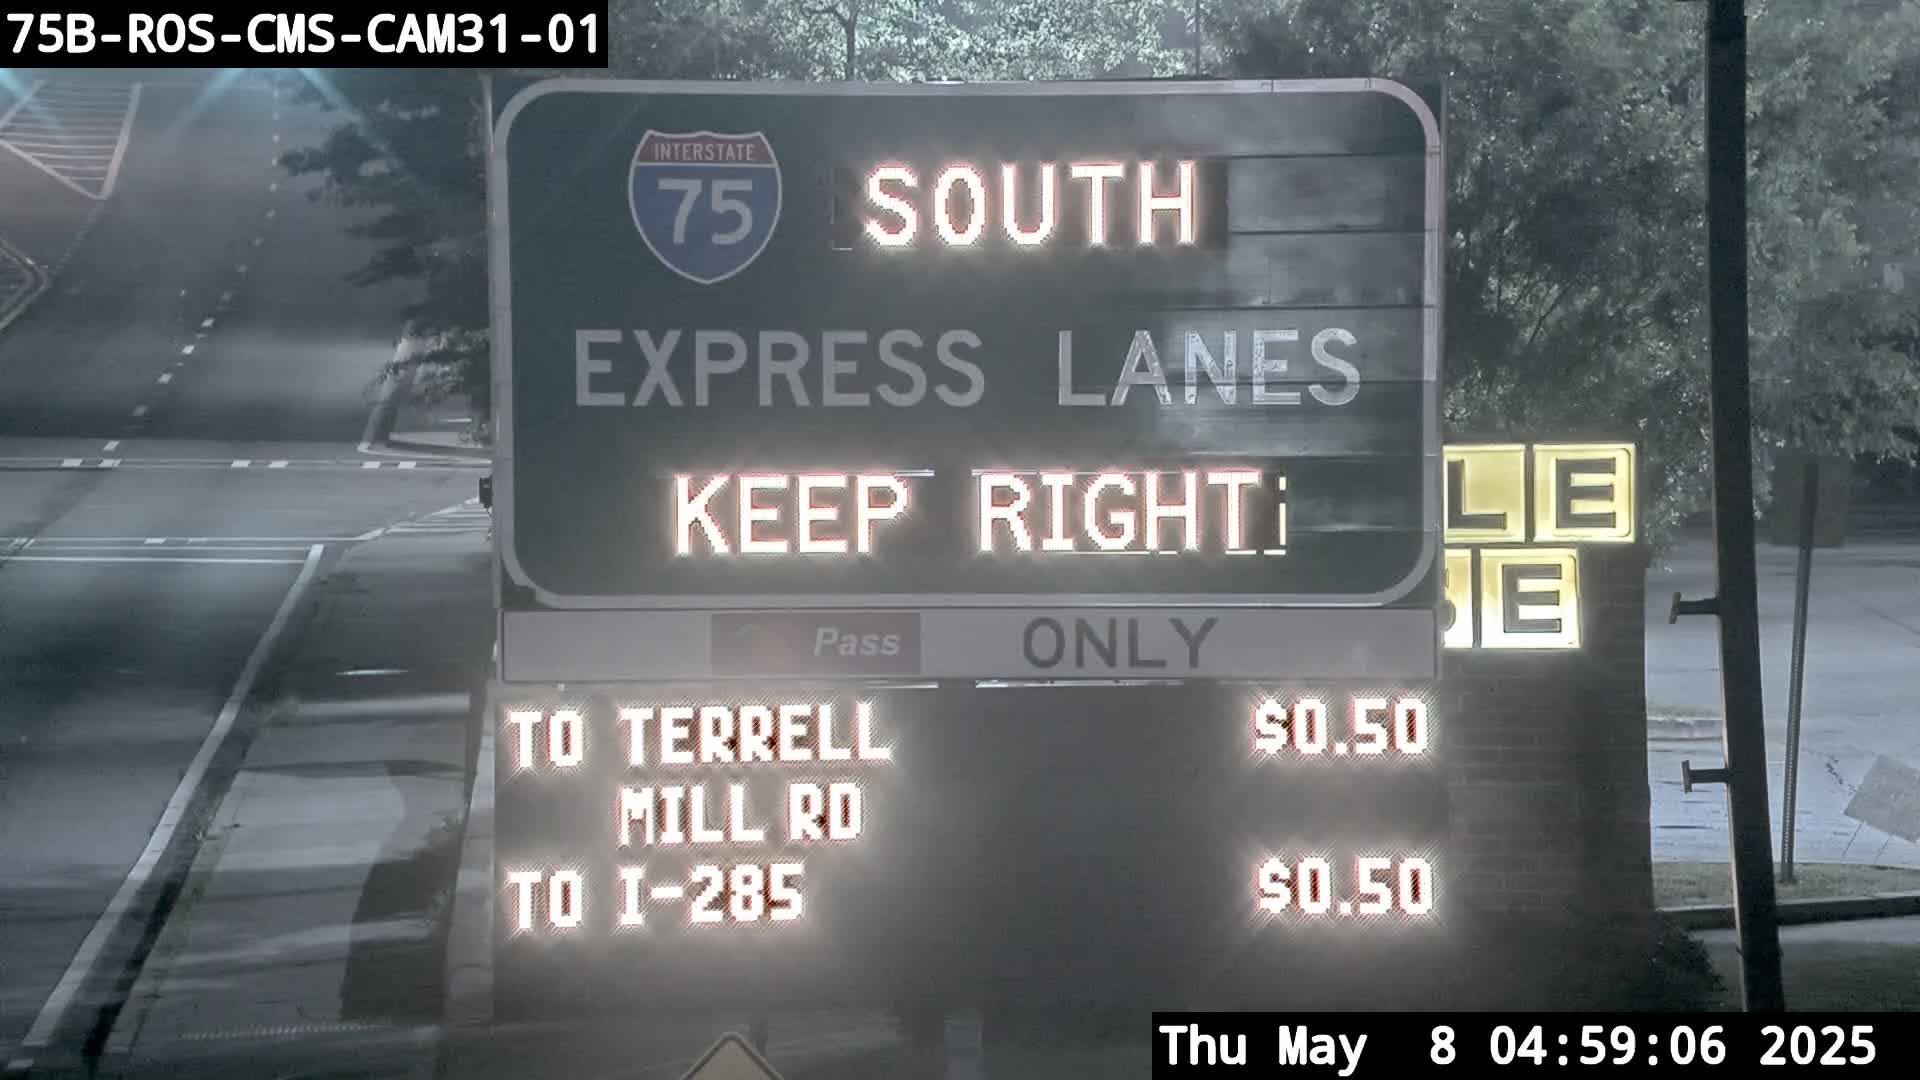 75B-ROS-CMS-CAM31-01
INTERSTATE
75
SOUTH
EXPRESS LANES
KEEP RIGHT
Pass ONLY
LE
E
TO TERRELL $0.50
MILL RD
TO I-285 $0.50
Thu May 8 04:59:06 2025